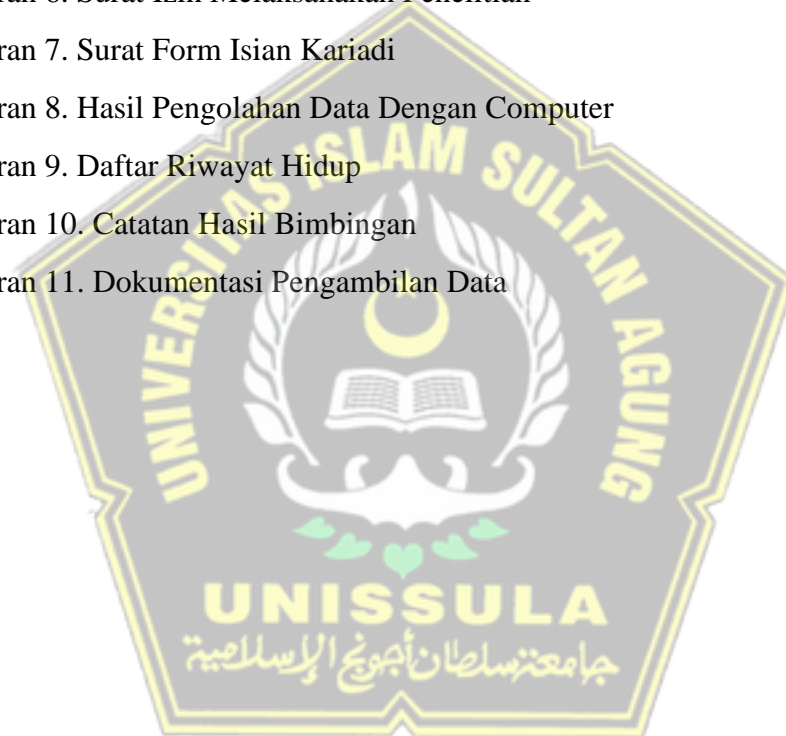 ran 6. Surat Izin Melaksanakan Penelitian
ran 7. Surat Form Isian Kariadi
ran 8. Hasil Pengolahan Data Dengan Computer
ran 9. Daftar Riwayat Hidup
ran 10. Catatan Hasil Bimbingan
ran 11. Dokumentasi Pengambilan Data
UNIVERSITAS ISLAM SULTAN AGUNG
UNISSULA
جامعة سلطان أجونج الإسلامية